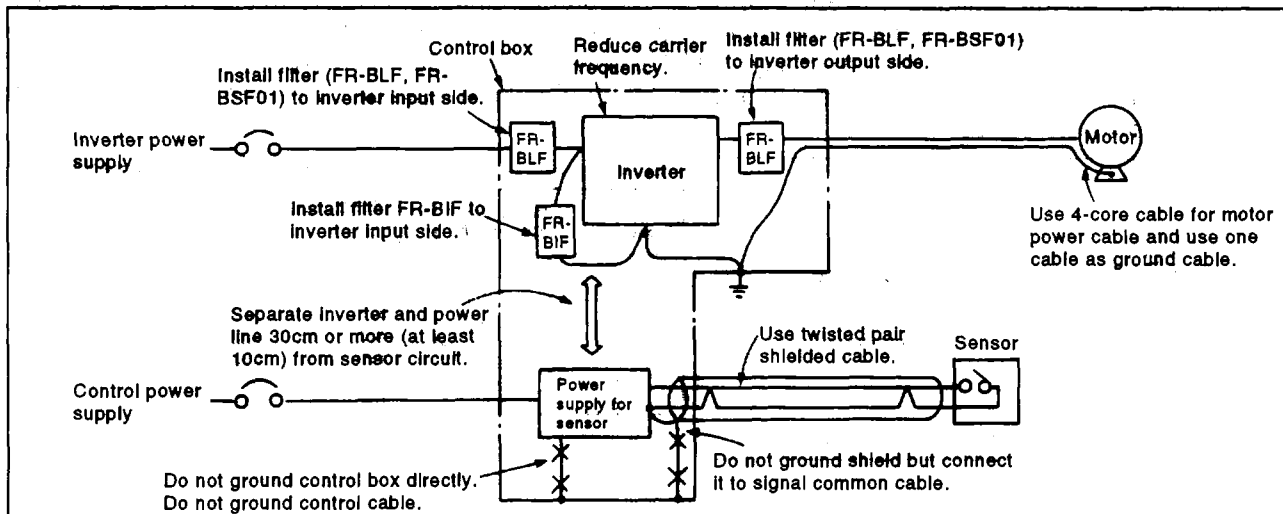 Control box
Reduce carrier
frequency.
Install filter (FR-BLF, FR-BSF01)
to inverter output side.
Install filter (FR-BLF, FR-
BSF01) to inverter input side.
Inverter power
supply
FR-
BLF
Inverter
FR-
BLF
Motor
Install filter FR-BIF to
inverter input side.
FR-
BIF
Use 4-core cable for motor
power cable and use one
cable as ground cable.
Separate inverter and power
line 30cm or more (at least
10cm) from sensor circuit.
Use twisted pair
shielded cable.
Sensor
Control power
supply
Power
supply for
sensor
Do not ground control box directly.
Do not ground control cable.
Do not ground shield but connect
it to signal common cable.